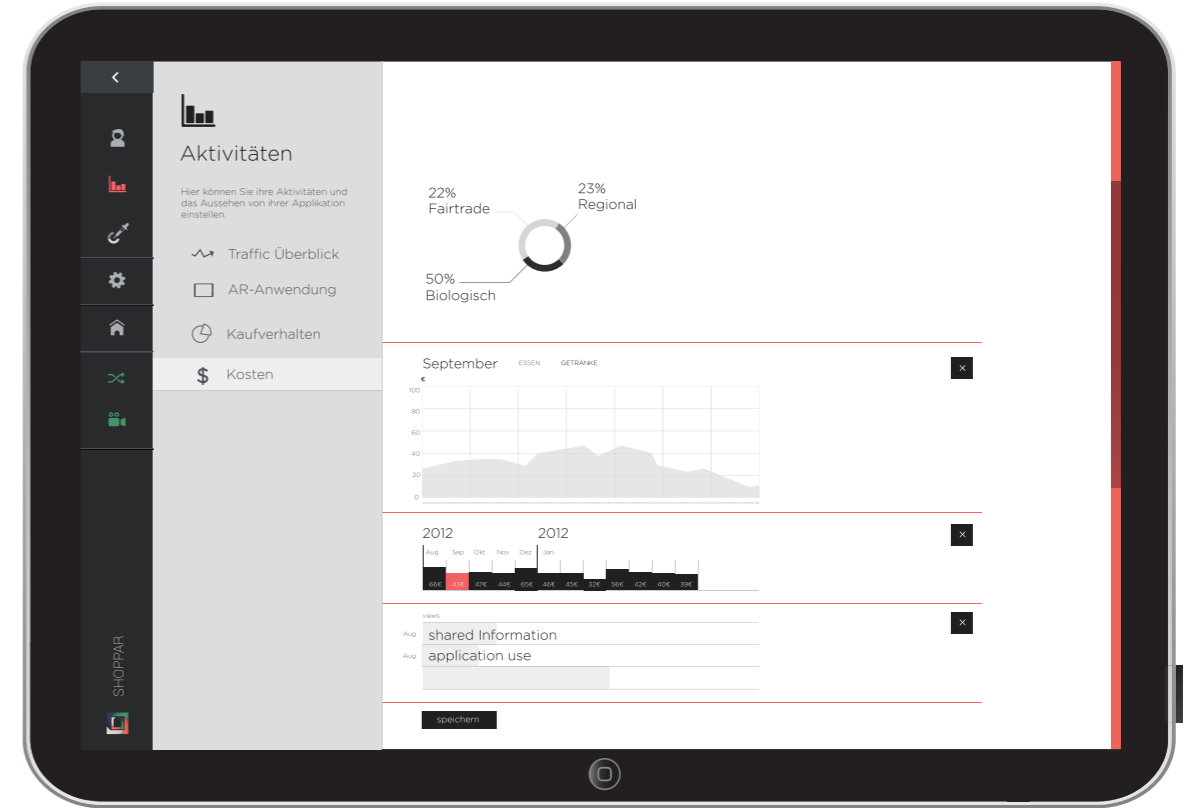 Aktivitäten
Hier können Sie ihre Aktivitäten und
das Aussehen von ihrer Applikation
einstellen.
Traffic Überblick
AR-Anwendung
Kaufverhalten
$ Kosten
SHOPPAR
22%
Fairtrade
23%
Regional
50%
Biologisch
September ESSEN GETRÄNKE
€
100
80
60
40
20
0
2012 2012
Aug Sep Okt Nov Dez Jan
66€ 43€ 47€ 44€ 65€ 46€ 45€ 32€ 56€ 42€ 40€ 39€
views
Aug shared Information
Aug application use
speichern